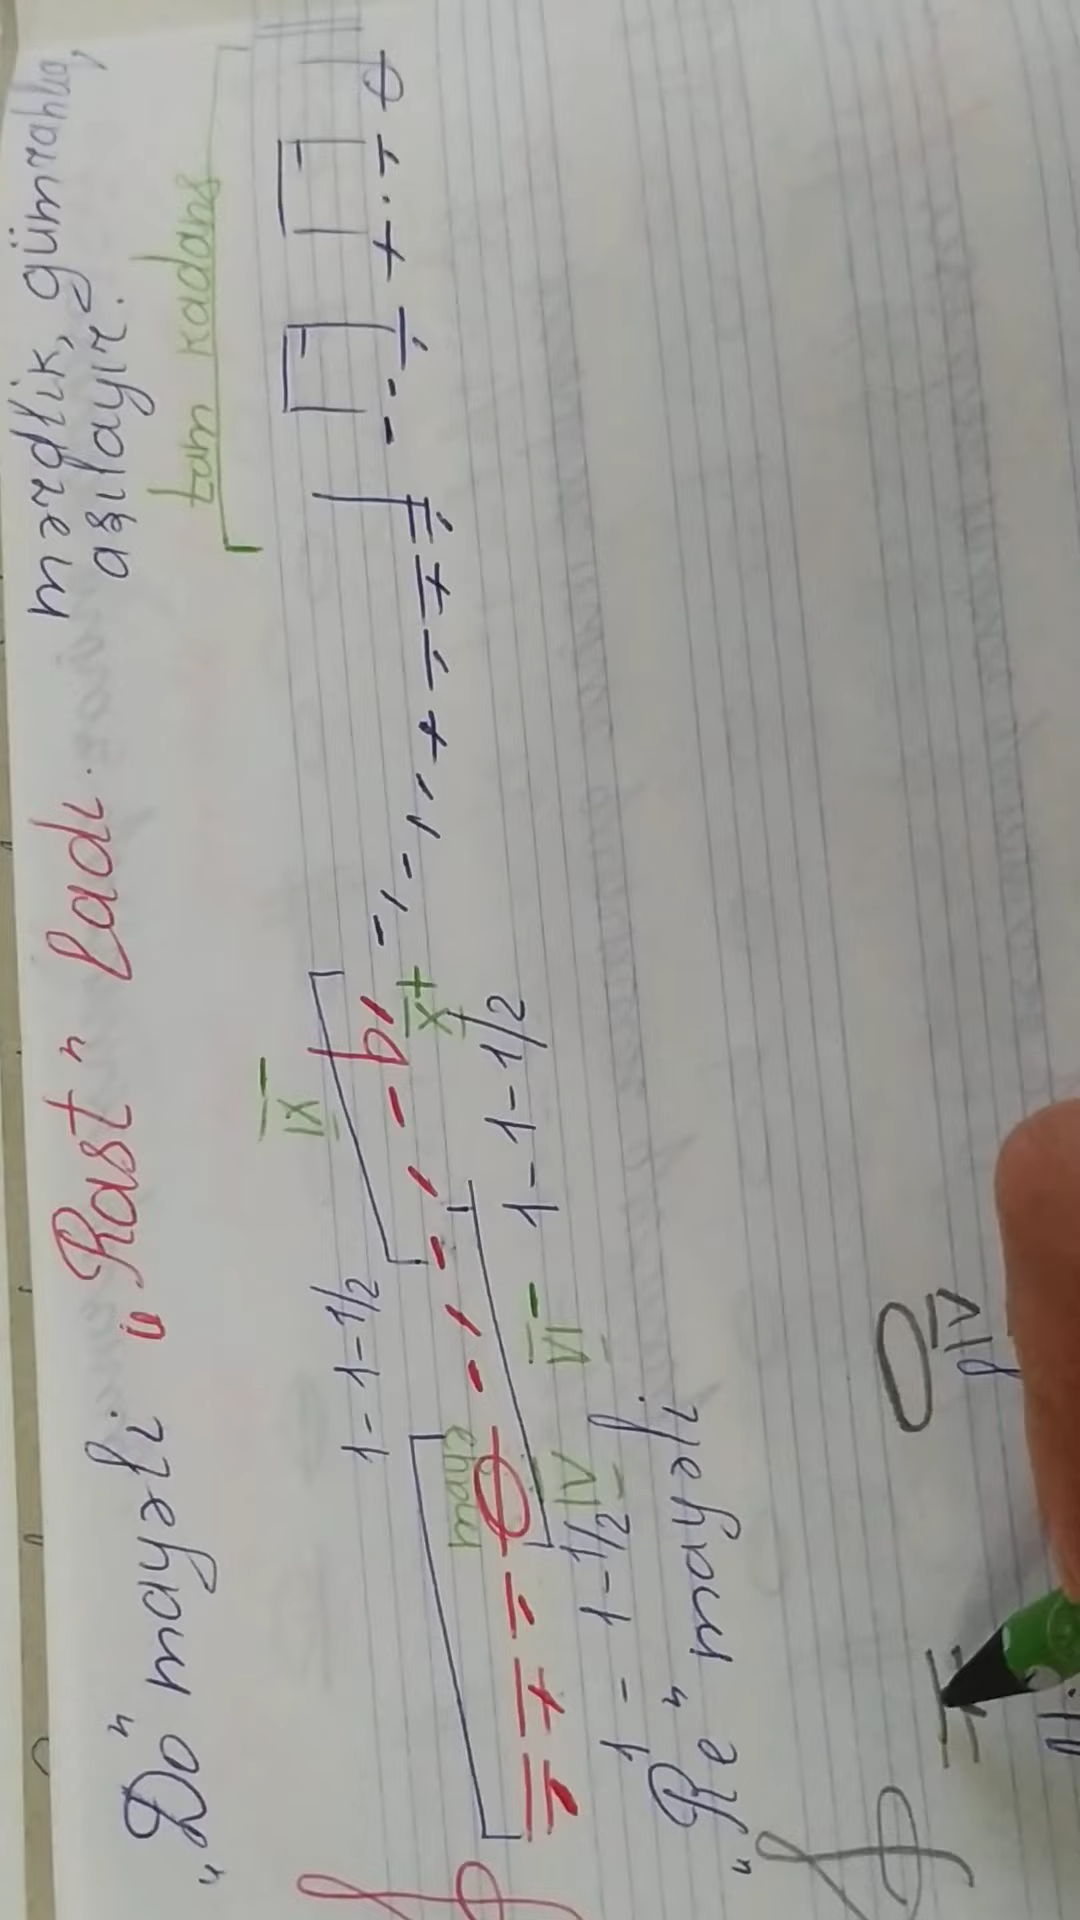 "Do" mayəli "Rast" ladı. mərdlik, gümrahlıq,
aşılayır.
tam kadans
1-1-1/2
IX
X+
VI
1-1-1/2
IV
1-1-1/2
"Re" mayəli
IV